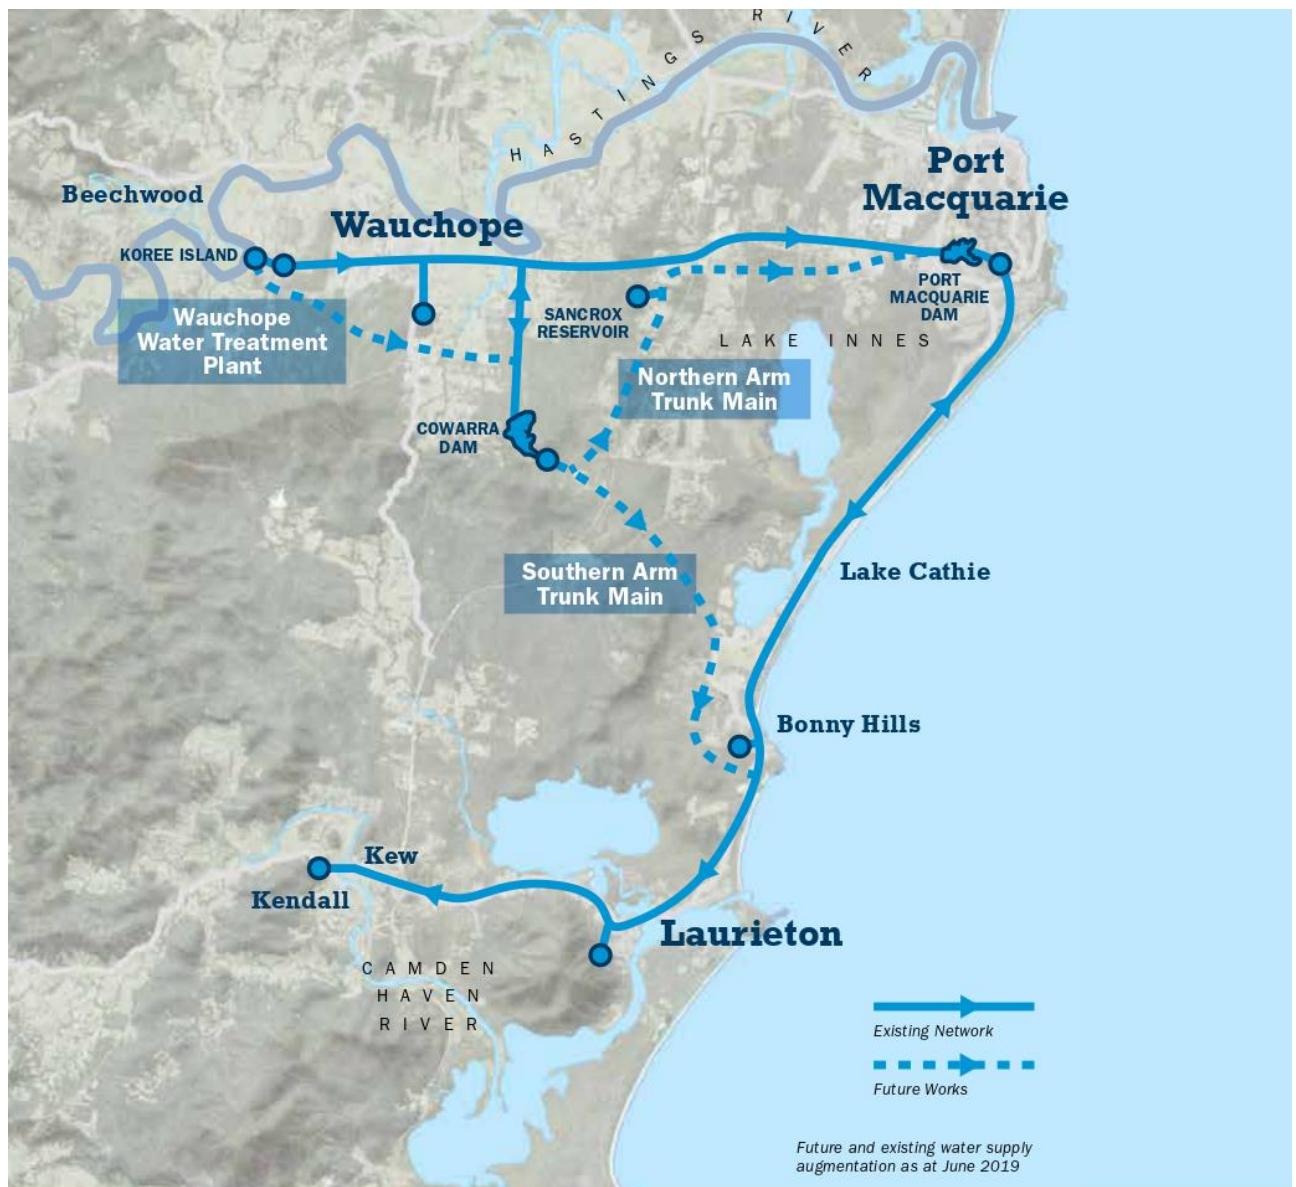 HASTINGS RIVER
Port
Macquarie
Beechwood
Wauchope
KOREE ISLAND
PORT
MACQUARIE
DAM
Wauchope
Water Treatment
Plant
SANCROX
RESERVOIR
LAKE INNES
Northern Arm
Trunk Main
COWARRA
DAM
Southern Arm
Trunk Main
Lake Cathie
Bonny Hills
Kew
Kendall
Laurieton
CAMDEN
HAVEN
RIVER
Existing Network
Future Works
Future and existing water supply
augmentation as at June 2019